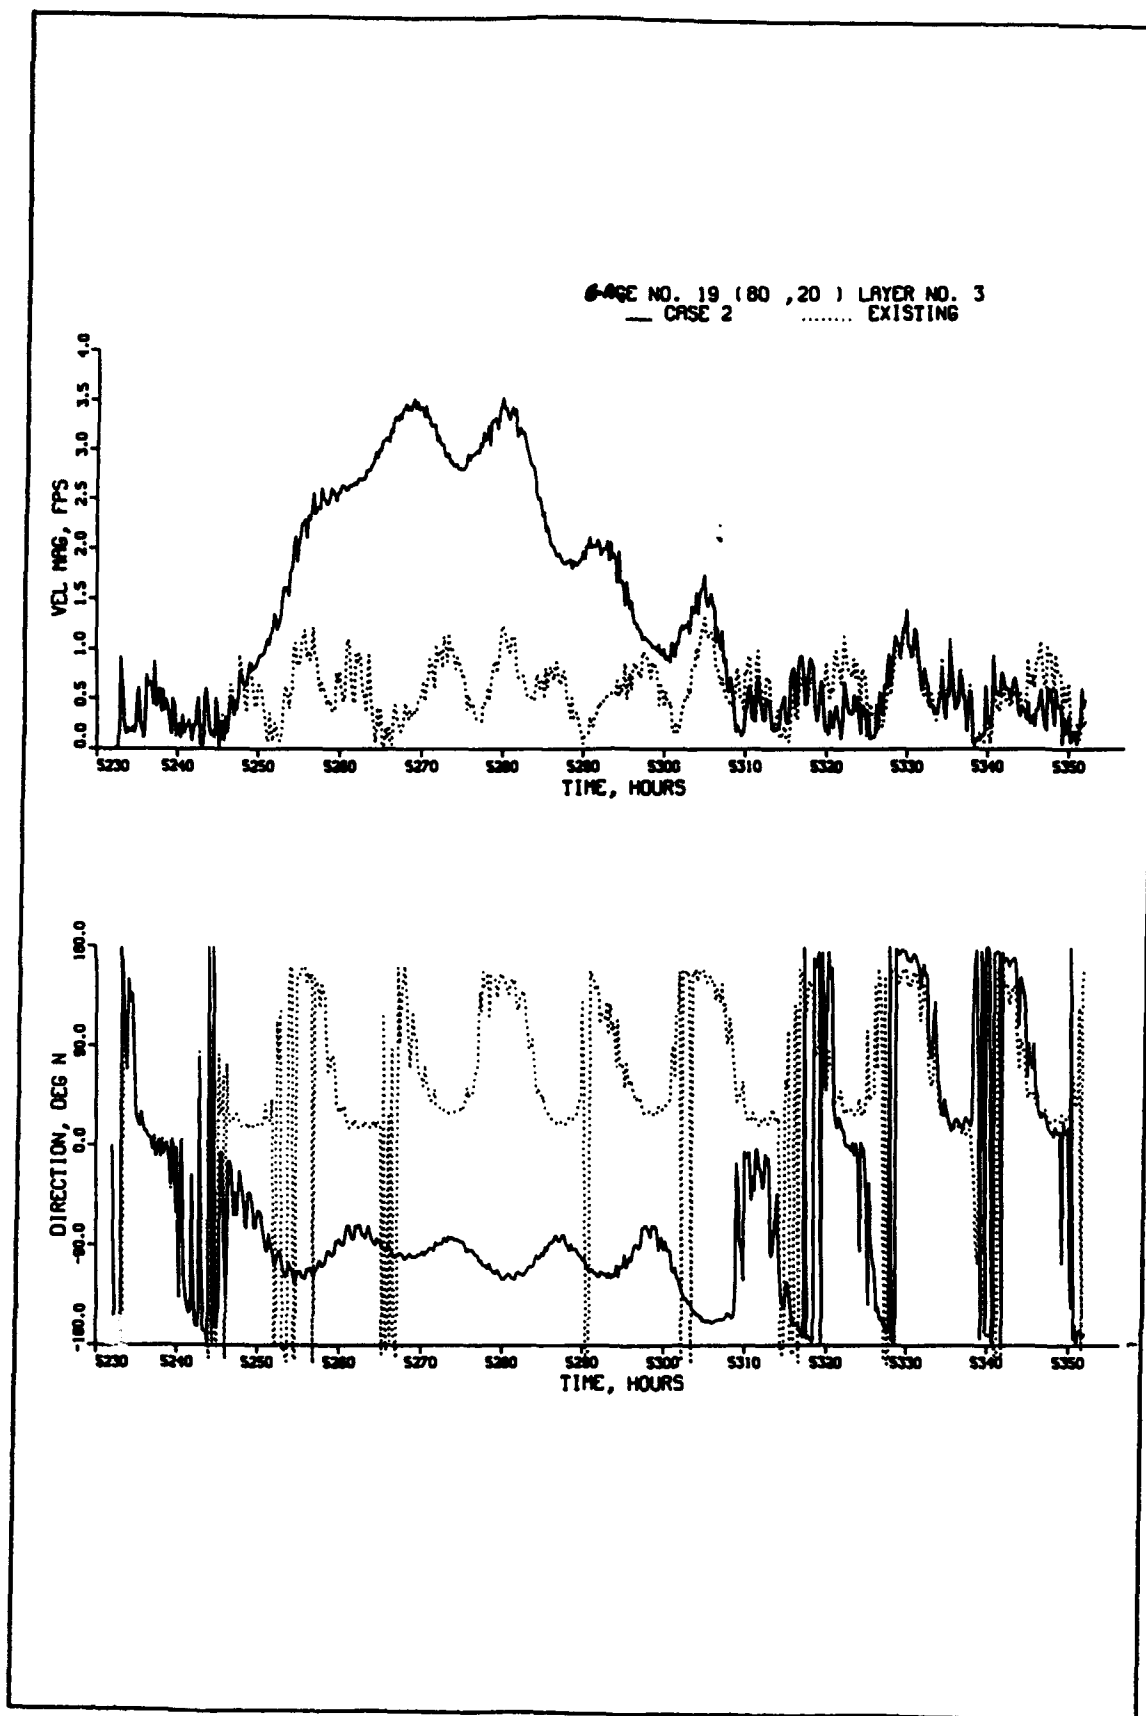 GAGE NO. 19 (80 ,20 ) LAYER NO. 3
CASE 2 ........ EXISTING
VEL MAG, FPS
4.0
3.5
3.0
2.5
2.0
1.5
1.0
0.5
0.0
5230 5240 5250 5260 5270 5280 5290 5300 5310 5320 5330 5340 5350
TIME, HOURS
DIRECTION, DEG N
180.0
90.0
0.0
-90.0
-180.0
5230 5240 5250 5260 5270 5280 5290 5300 5310 5320 5330 5340 5350
TIME, HOURS